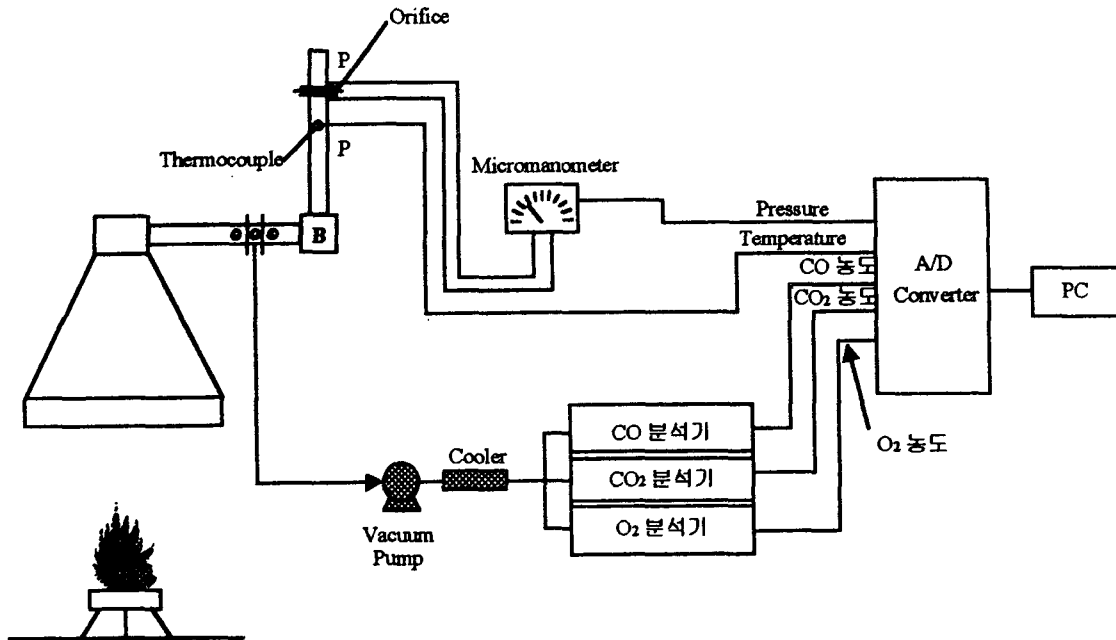 Orifice
P
Thermocouple
P
Micromanometer
B
Pressure
Temperature
CO 농도
CO₂ 농도
A/D
Converter
PC
O₂ 농도
Cooler
CO 분석기
CO₂ 분석기
O₂ 분석기
Vacuum
Pump